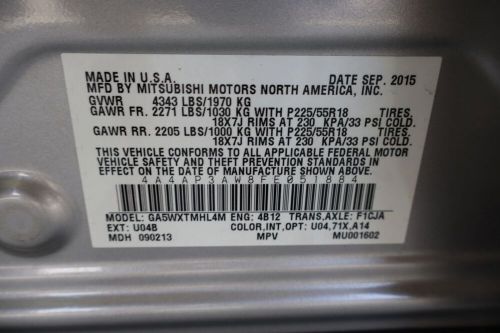 MADE IN U.S.A. DATE SEP. 2015
MFD BY MITSUBISHI MOTORS NORTH AMERICA, INC.
GVWR 4343 LBS/1970 KG
GAWR FR. 2271 LBS/1030 KG WITH P225/55R18 TIRES,
18X7J RIMS AT 230 KPA/33 PSI COLD.
GAWR RR. 2205 LBS/1000 KG WITH P225/55R18 TIRES,
18X7J RIMS AT 230 KPA/33 PSI COLD.
THIS VEHICLE CONFORMS TO ALL APPLICABLE FEDERAL MOTOR
VEHICLE SAFETY, BUMPER, AND THEFT PREVENTION STANDARDS IN
EFFECT ON THE DATE OF MANUFACTURE SHOWN ABOVE.
4A4AP3AW8FE051884
MODEL: GA5WXTMHL4M ENG: 4B12 TRANS,AXLE: F1CJA
EXT: U04B COLOR,INT,OPT: U04,71X,A14
MDH 090213 MPV MU001602